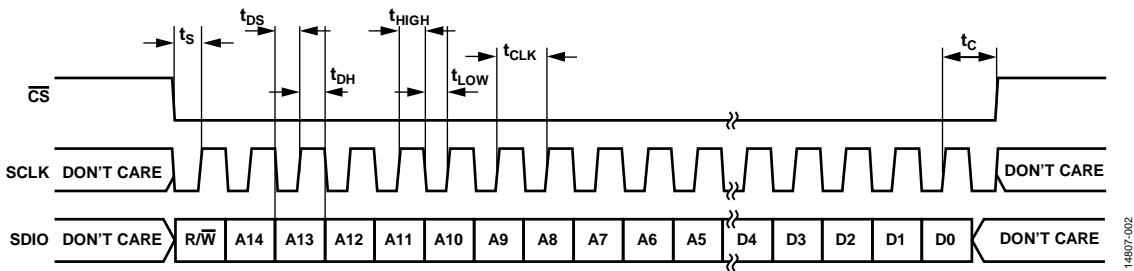 tS tDS tHIGH tCLK tC
tDH tLOW
CS
SCLK DON'T CARE DON'T CARE
SDIO DON'T CARE R/W A14 A13 A12 A11 A10 A9 A8 A7 A6 A5 D4 D3 D2 D1 D0 DON'T CARE
14807-002